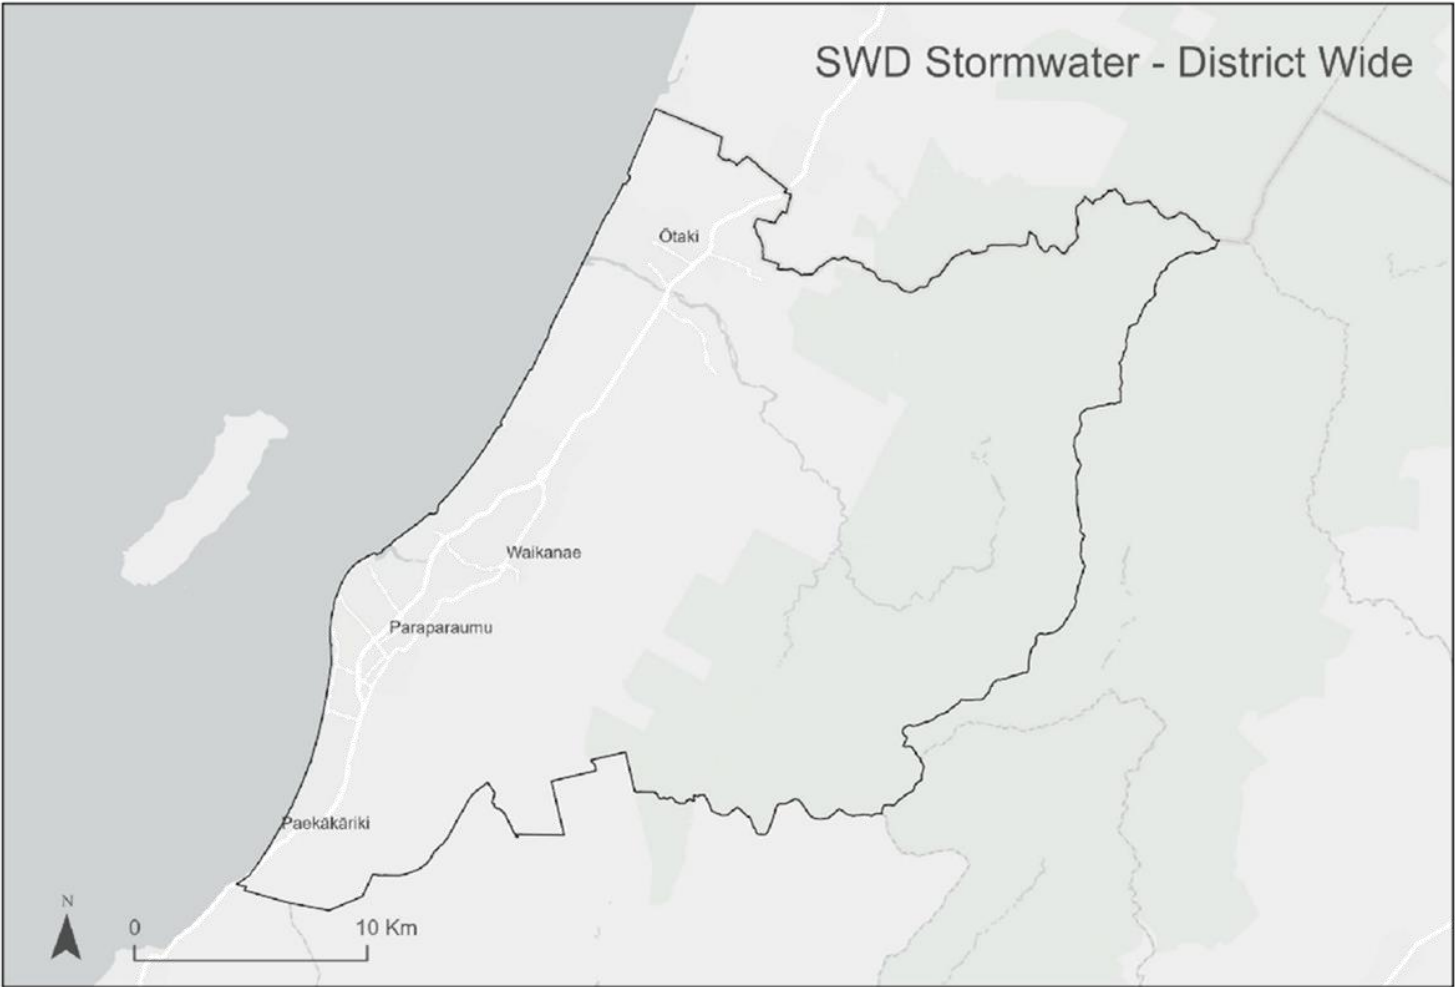 SWD Stormwater - District Wide
Ōtaki
Waikanae
Paraparaumu
Paekākāriki
N
0 10 Km